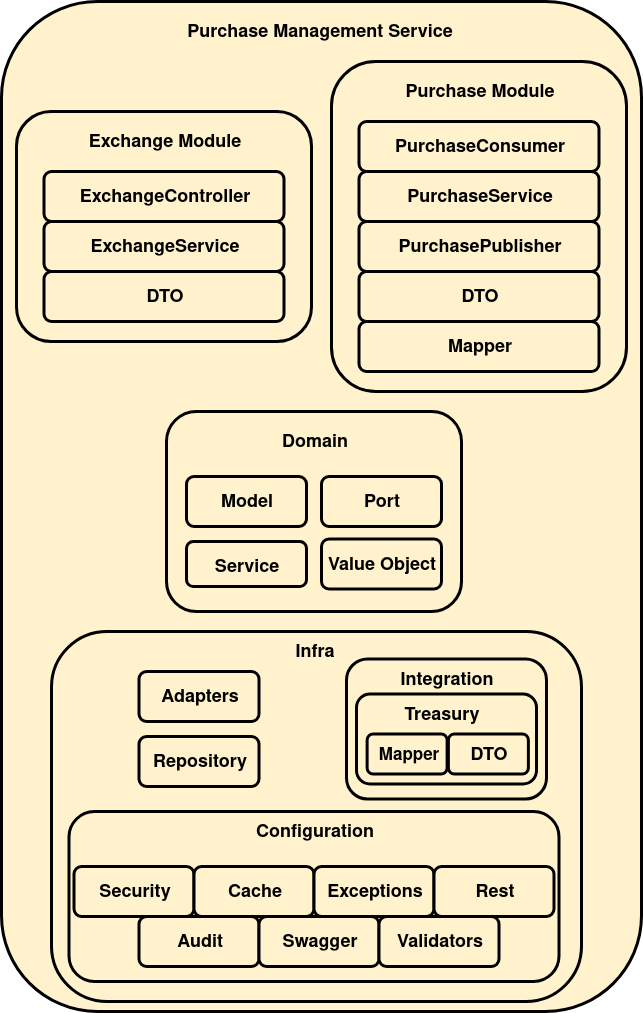 Purchase Management Service
Exchange Module
ExchangeController
ExchangeService
DTO
Purchase Module
PurchaseConsumer
PurchaseService
PurchasePublisher
DTO
Mapper
Domain
Model
Port
Service
Value Object
Infra
Adapters
Repository
Integration
Treasury
Mapper
DTO
Configuration
Security
Cache
Exceptions
Rest
Audit
Swagger
Validators